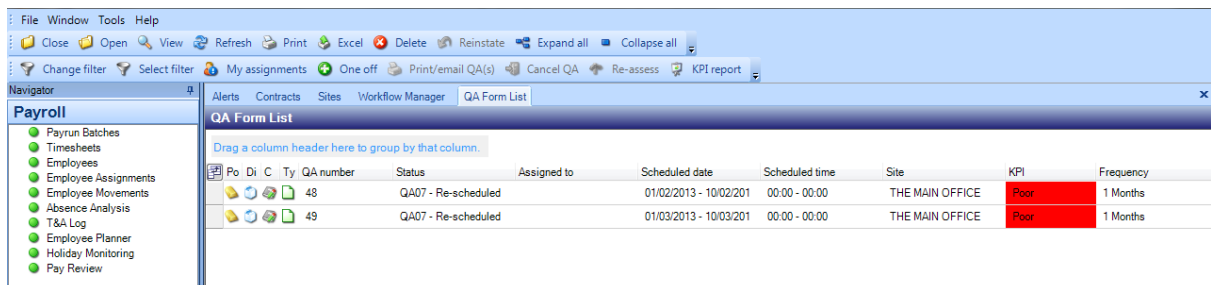 File Window Tools Help
Close Open View Refresh Print Excel Delete Reinstate Expand all Collapse all
Change filter Select filter My assignments One off Print/email QA(s) Cancel QA Re-assess KPI report
Navigator
Payroll
Payrun Batches
Timesheets
Employees
Employee Assignments
Employee Movements
Absence Analysis
T&A Log
Employee Planner
Holiday Monitoring
Pay Review
Alerts Contracts Sites Workflow Manager QA Form List
QA Form List
Drag a column header here to group by that column.
Po Di C Ty QA number Status Assigned to Scheduled date Scheduled time Site KPI Frequency
48 QA07 - Re-scheduled 01/02/2013 - 10/02/201 00:00 - 00:00 THE MAIN OFFICE Poor 1 Months
49 QA07 - Re-scheduled 01/03/2013 - 10/03/201 00:00 - 00:00 THE MAIN OFFICE Poor 1 Months